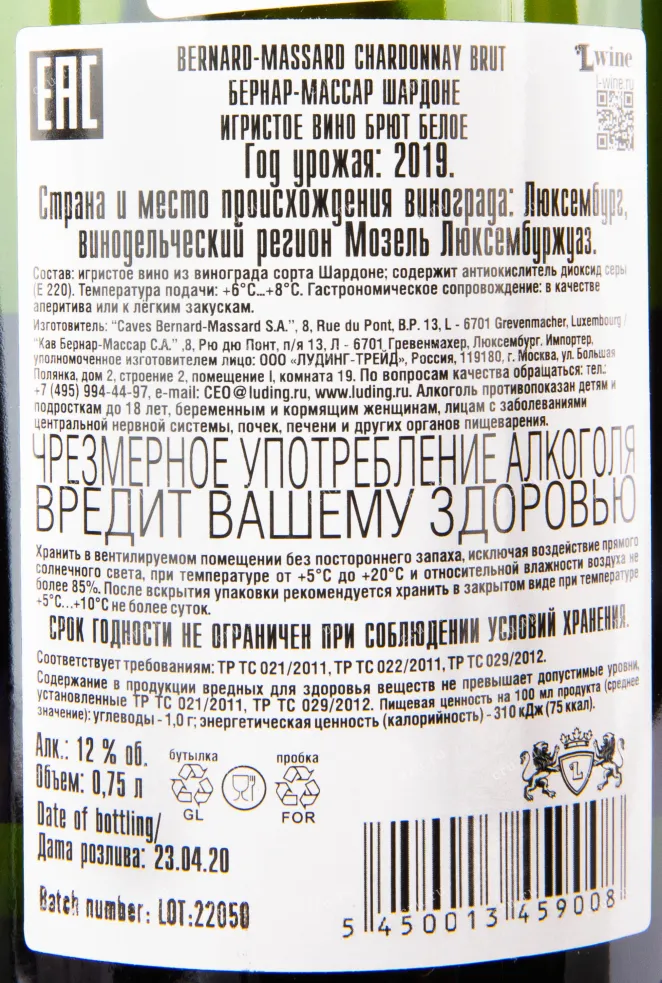 EAC
BERNARD-MASSARD CHARDONNAY BRUT
Lwine
l-wine.ru
БЕРНАР-МАССАР ШАРДОНЕ
ИГРИСТОЕ ВИНО БРЮТ БЕЛОЕ
Год урожая: 2019.
Страна и место происхождения винограда: Люксембург,
винодельческий регион Мозель Люксембуржуаз.
Состав: игристое вино из винограда сорта Шардоне; содержит антиокислитель диоксид серы
(Е 220). Температура подачи: +6°С...+8°С. Гастрономическое сопровождение: в качестве
аперитива или к лёгким закускам.
Изготовитель: “Caves Bernard-Massard S.A.”, 8, Rue du Pont, B.P. 13, L - 6701 Grevenmacher, Luxembourg /
“Кав Бернар-Массар С.А.” ,8, Рю дю Понт, п/я 13, Л - 6701, Гревенмахер, Люксембург. Импортер,
уполномоченное изготовителем лицо: ООО «ЛУДИНГ-ТРЕЙД», Россия, 119180, г. Москва, ул. Большая
Полянка, дом 2, строение 2, помещение I, комната 19. По вопросам качества обращаться: тел.:
+7 (495) 994-44-97, e-mail: CEO@luding.ru, www.luding.ru. Алкоголь противопоказан детям и
подросткам до 18 лет, беременным и кормящим женщинам, лицам с заболеваниями
центральной нервной системы, почек, печени и других органов пищеварения.
ЧРЕЗМЕРНОЕ УПОТРЕБЛЕНИЕ АЛКОГОЛЯ
ВРЕДИТ ВАШЕМУ ЗДОРОВЬЮ
Хранить в вентилируемом помещении без постороннего запаха, исключая воздействие прямого
солнечного света, при температуре от +5°С до +20°С и относительной влажности воздуха не
более 85%. После вскрытия упаковки рекомендуется хранить в закрытом виде при температуре
+5°С...+10°С не более суток.
СРОК ГОДНОСТИ НЕ ОГРАНИЧЕН ПРИ СОБЛЮДЕНИИ УСЛОВИЙ ХРАНЕНИЯ.
Соответствует требованиям: ТР ТС 021/2011, ТР ТС 022/2011, ТР ТС 029/2012.
Содержание в продукции вредных для здоровья веществ не превышает допустимые уровни,
установленные ТР ТС 021/2011, ТР ТС 029/2012. Пищевая ценность на 100 мл продукта (среднее
значение): углеводы - 1,0 г; энергетическая ценность (калорийность) - 310 кДж (75 ккал).
Алк.: 12 % об.
Объем: 0,75 л
бутылка
GL
пробка
FOR
L
Date of bottling/
Дата розлива: 23.04.20
Batch number: LOT:22050
5 450013 459008